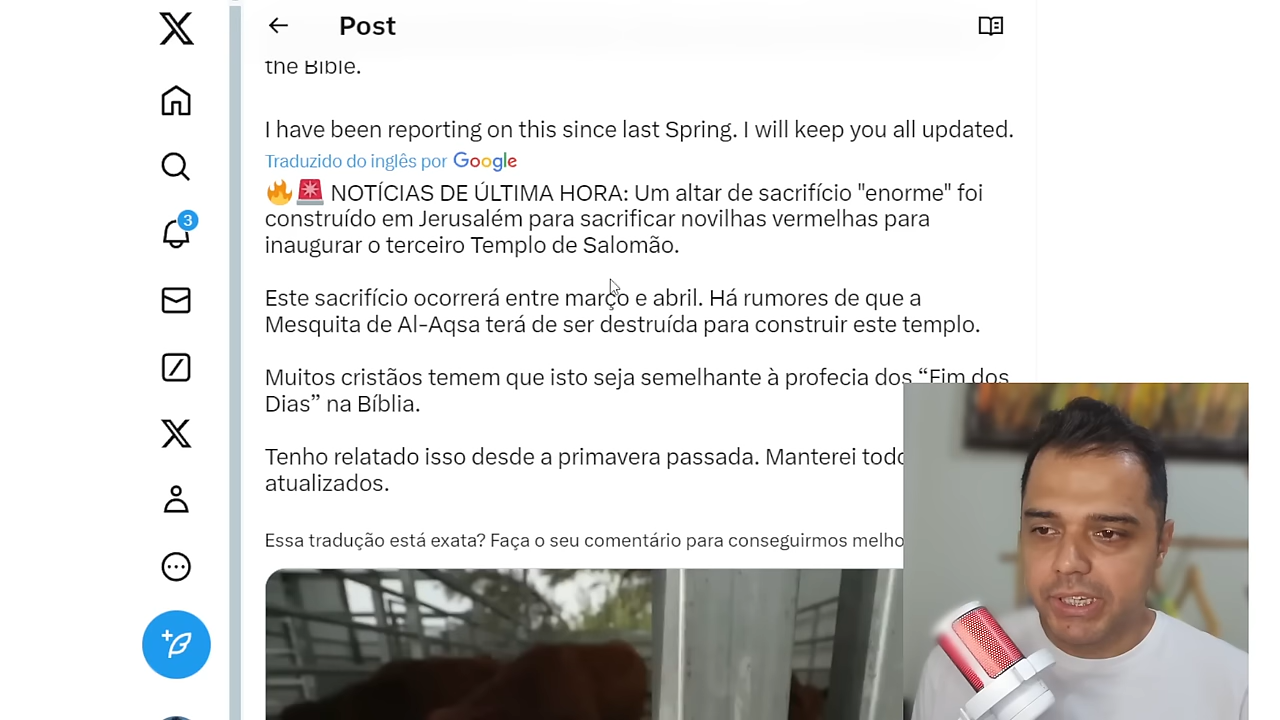 Post
the Bible.
I have been reporting on this since last Spring. I will keep you all updated.
Traduzido do inglês por Google
NOTÍCIAS DE ÚLTIMA HORA: Um altar de sacrifício "enorme" foi
construído em Jerusalém para sacrificar novilhas vermelhas para
inaugurar o terceiro Templo de Salomão.
3
Este sacrifício ocorrerá entre março e abril. Há rumores de que a
Mesquita de Al-Aqsa terá de ser destruída para construir este templo.
Muitos cristãos temem que isto seja semelhante à profecia dos “Fim dos
Dias” na Bíblia.
Tenho relatado isso desde a primavera passada. Manterei
atualizados.
Essa tradução está exata? Faça o seu comentário para conseguirmos